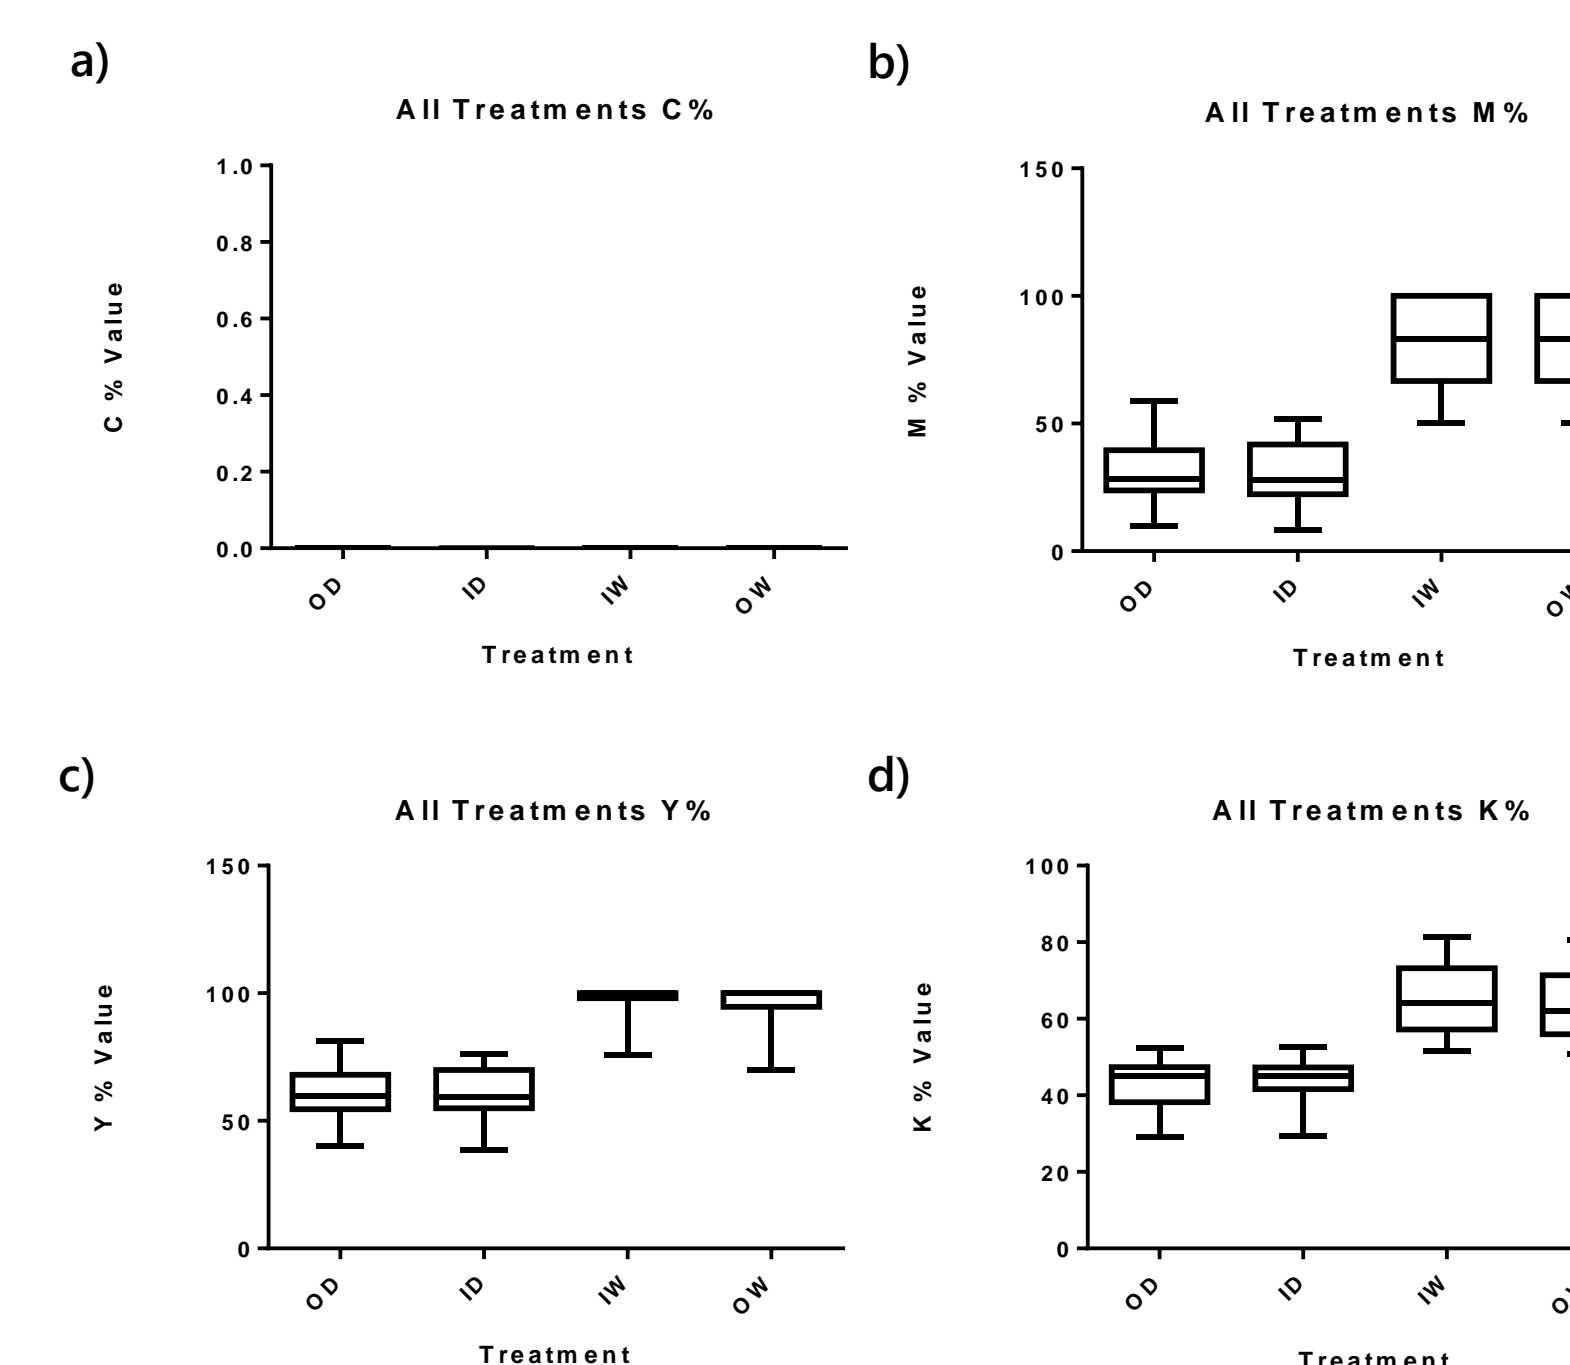 a)
All Treatments C%
1.0
0.8
0.6
0.4
0.2
0.0
C % Value
OD
ID
IW
OW
Treatment
b)
All Treatments M%
150
100
50
0
M % Value
OD
ID
IW
Treatment
c)
All Treatments Y%
150
100
50
0
Y % Value
OD
ID
IW
OW
Treatment
d)
All Treatments K%
100
80
60
40
20
0
K % Value
OD
ID
IW
Treatment